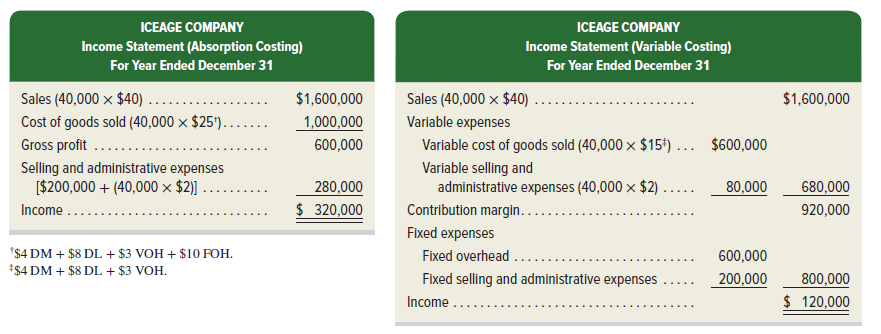 ICEAGE COMPANY
Income Statement (Absorption Costing)
For Year Ended December 31
Sales (40,000 × $40) . . . . . . . . . . . . . . . . . . $1,600,000
Cost of goods sold (40,000 × $25†) . . . . . . . 1,000,000
Gross profit . . . . . . . . . . . . . . . . . . . . . . . . . . 600,000
Selling and administrative expenses
[$200,000 + (40,000 × $2)] . . . . . . . . . . 280,000
Income . . . . . . . . . . . . . . . . . . . . . . . . . . . . . $ 320,000
†$4 DM + $8 DL + $3 VOH + $10 FOH.
‡$4 DM + $8 DL + $3 VOH.
ICEAGE COMPANY
Income Statement (Variable Costing)
For Year Ended December 31
Sales (40,000 × $40) . . . . . . . . . . . . . . . . . . . . . . . . $1,600,000
Variable expenses
Variable cost of goods sold (40,000 × $15‡) . . . $600,000
Variable selling and
administrative expenses (40,000 × $2) . . . . . 80,000 680,000
Contribution margin. . . . . . . . . . . . . . . . . . . . . . . . . . 920,000
Fixed expenses
Fixed overhead . . . . . . . . . . . . . . . . . . . . . . . . . . . 600,000
Fixed selling and administrative expenses . . . . . 200,000 800,000
Income . . . . . . . . . . . . . . . . . . . . . . . . . . . . . . . . . . . . $ 120,000